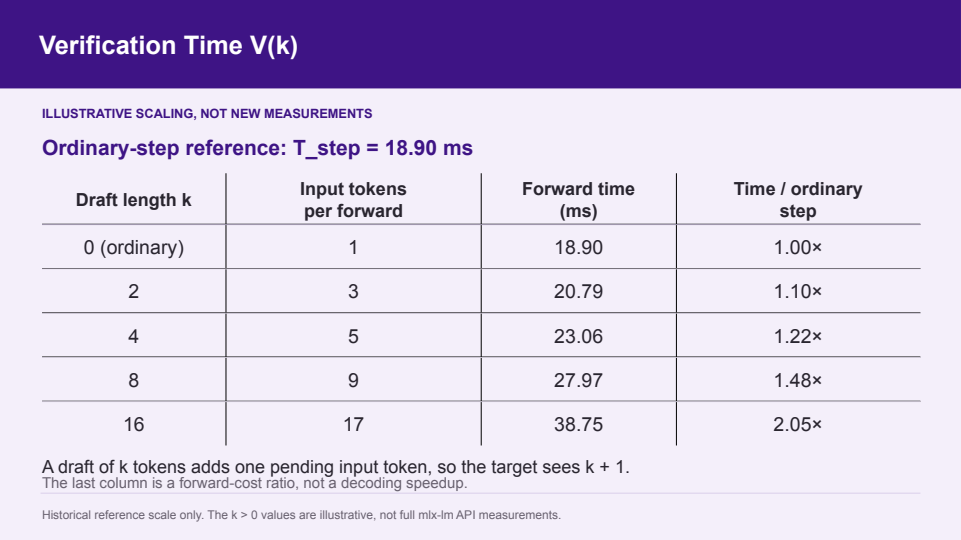 Verification Time V(k)
ILLUSTRATIVE SCALING, NOT NEW MEASUREMENTS
Ordinary-step reference: T_step = 18.90 ms
Draft length k | Input tokens per forward | Forward time (ms) | Time / ordinary step
0 (ordinary) | 1 | 18.90 | 1.00×
2 | 3 | 20.79 | 1.10×
4 | 5 | 23.06 | 1.22×
8 | 9 | 27.97 | 1.48×
16 | 17 | 38.75 | 2.05×
A draft of k tokens adds one pending input token, so the target sees k + 1.
The last column is a forward-cost ratio, not a decoding speedup.
Historical reference scale only. The k > 0 values are illustrative, not full mlx-lm API measurements.